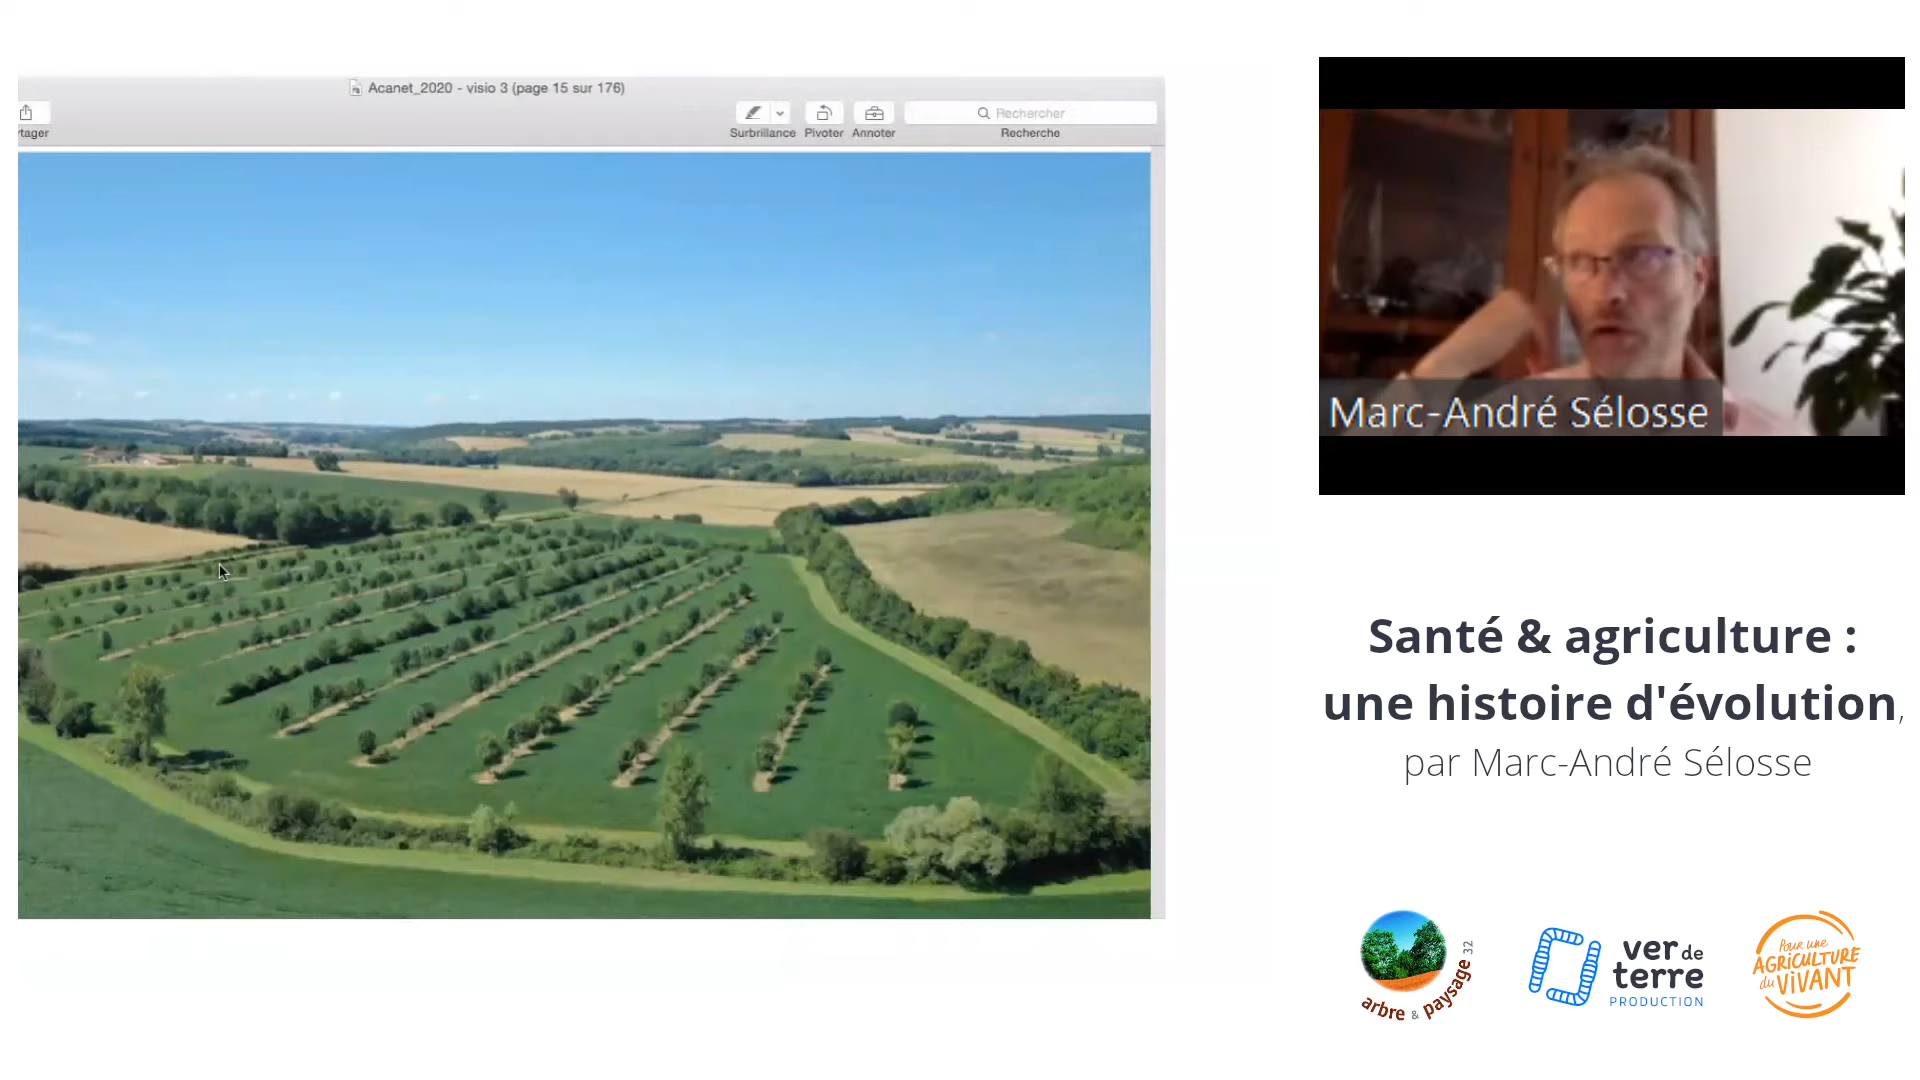 Acanet_2020 - visio 3 (page 15 sur 176)
Rechercher
rtager
Surbrillance Pivoter Annoter
Recherche
Marc-André Sélosse
Santé & agriculture :
une histoire d'évolution,
par Marc-André Sélosse
arbre & paysage 32
ver de
terre
PRODUCTION
Pour une
AGRICULTURE
du VIVANT